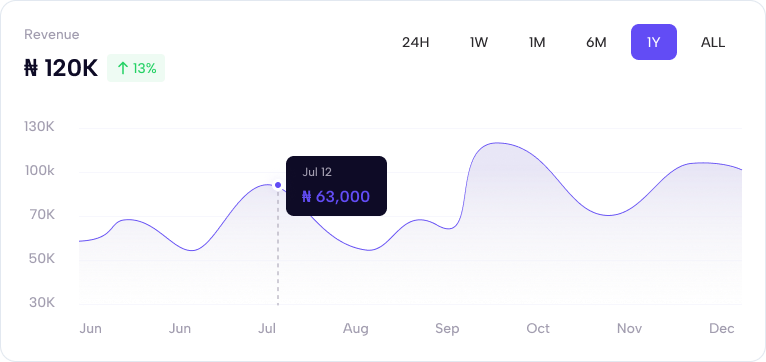 Revenue
₦ 120K ↑ 13%
24H 1W 1M 6M 1Y ALL
130K
100k
70K
50K
30K
Jul 12
₦ 63,000
Jun Jun Jul Aug Sep Oct Nov Dec